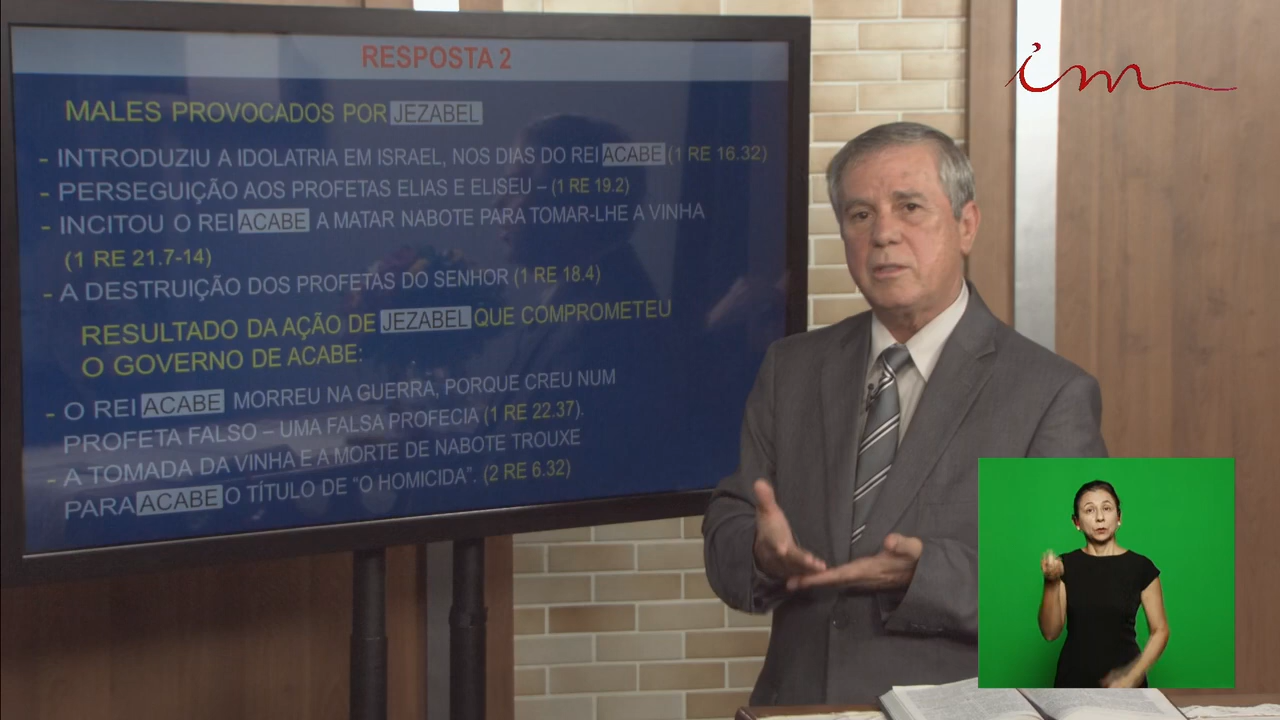 RESPOSTA 2
MALES PROVOCADOS POR JEZABEL
- INTRODUZIU A IDOLATRIA EM ISRAEL, NOS DIAS DO REI ACABE (1 RE 16.32)
- PERSEGUIÇÃO AOS PROFETAS ELIAS E ELISEU – (1 RE 19.2)
- INCITOU O REI ACABE A MATAR NABOTE PARA TOMAR-LHE A VINHA
(1 RE 21.7-14)
- A DESTRUIÇÃO DOS PROFETAS DO SENHOR (1 RE 18.4)
RESULTADO DA AÇÃO DE JEZABEL QUE COMPROMETEU
O GOVERNO DE ACABE:
- O REI ACABE MORREU NA GUERRA, PORQUE CREU NUM
PROFETA FALSO – UMA FALSA PROFECIA (1 RE 22.37).
- A TOMADA DA VINHA E A MORTE DE NABOTE TROUXE
PARA ACABE O TÍTULO DE “O HOMICIDA”. (2 RE 6.32)
im